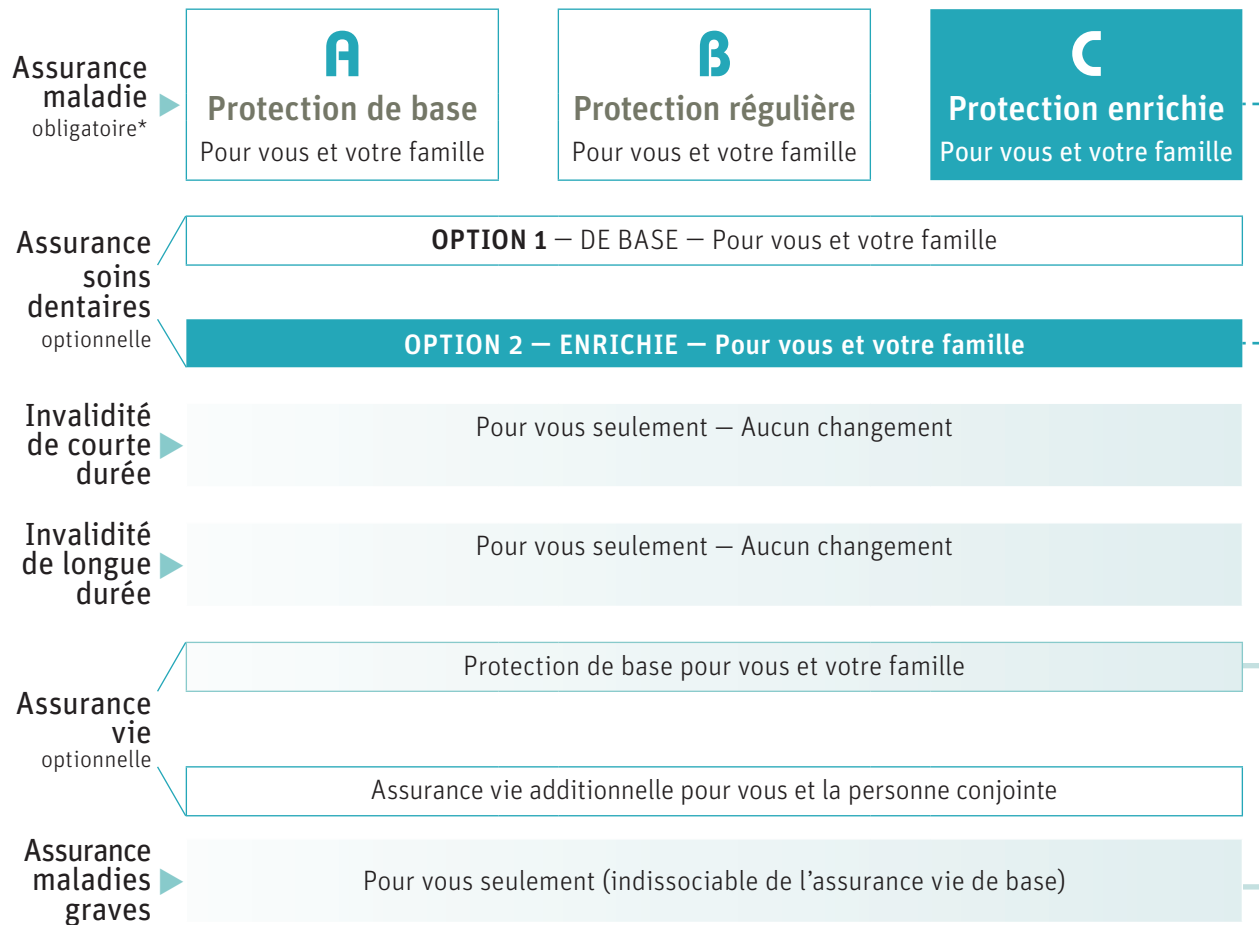 Assurance
maladie
obligatoire*
A
Protection de base
Pour vous et votre famille
B
Protection régulière
Pour vous et votre famille
C
Protection enrichie
Pour vous et votre famille
Assurance
soins
dentaires
optionnelle
OPTION 1 — DE BASE — Pour vous et votre famille
OPTION 2 — ENRICHIE — Pour vous et votre famille
Invalidité
de courte
durée
Pour vous seulement — Aucun changement
Invalidité
de longue
durée
Pour vous seulement — Aucun changement
Assurance
vie
optionnelle
Protection de base pour vous et votre famille
Assurance vie additionnelle pour vous et la personne conjointe
Assurance
maladies
graves
Pour vous seulement (indissociable de l'assurance vie de base)